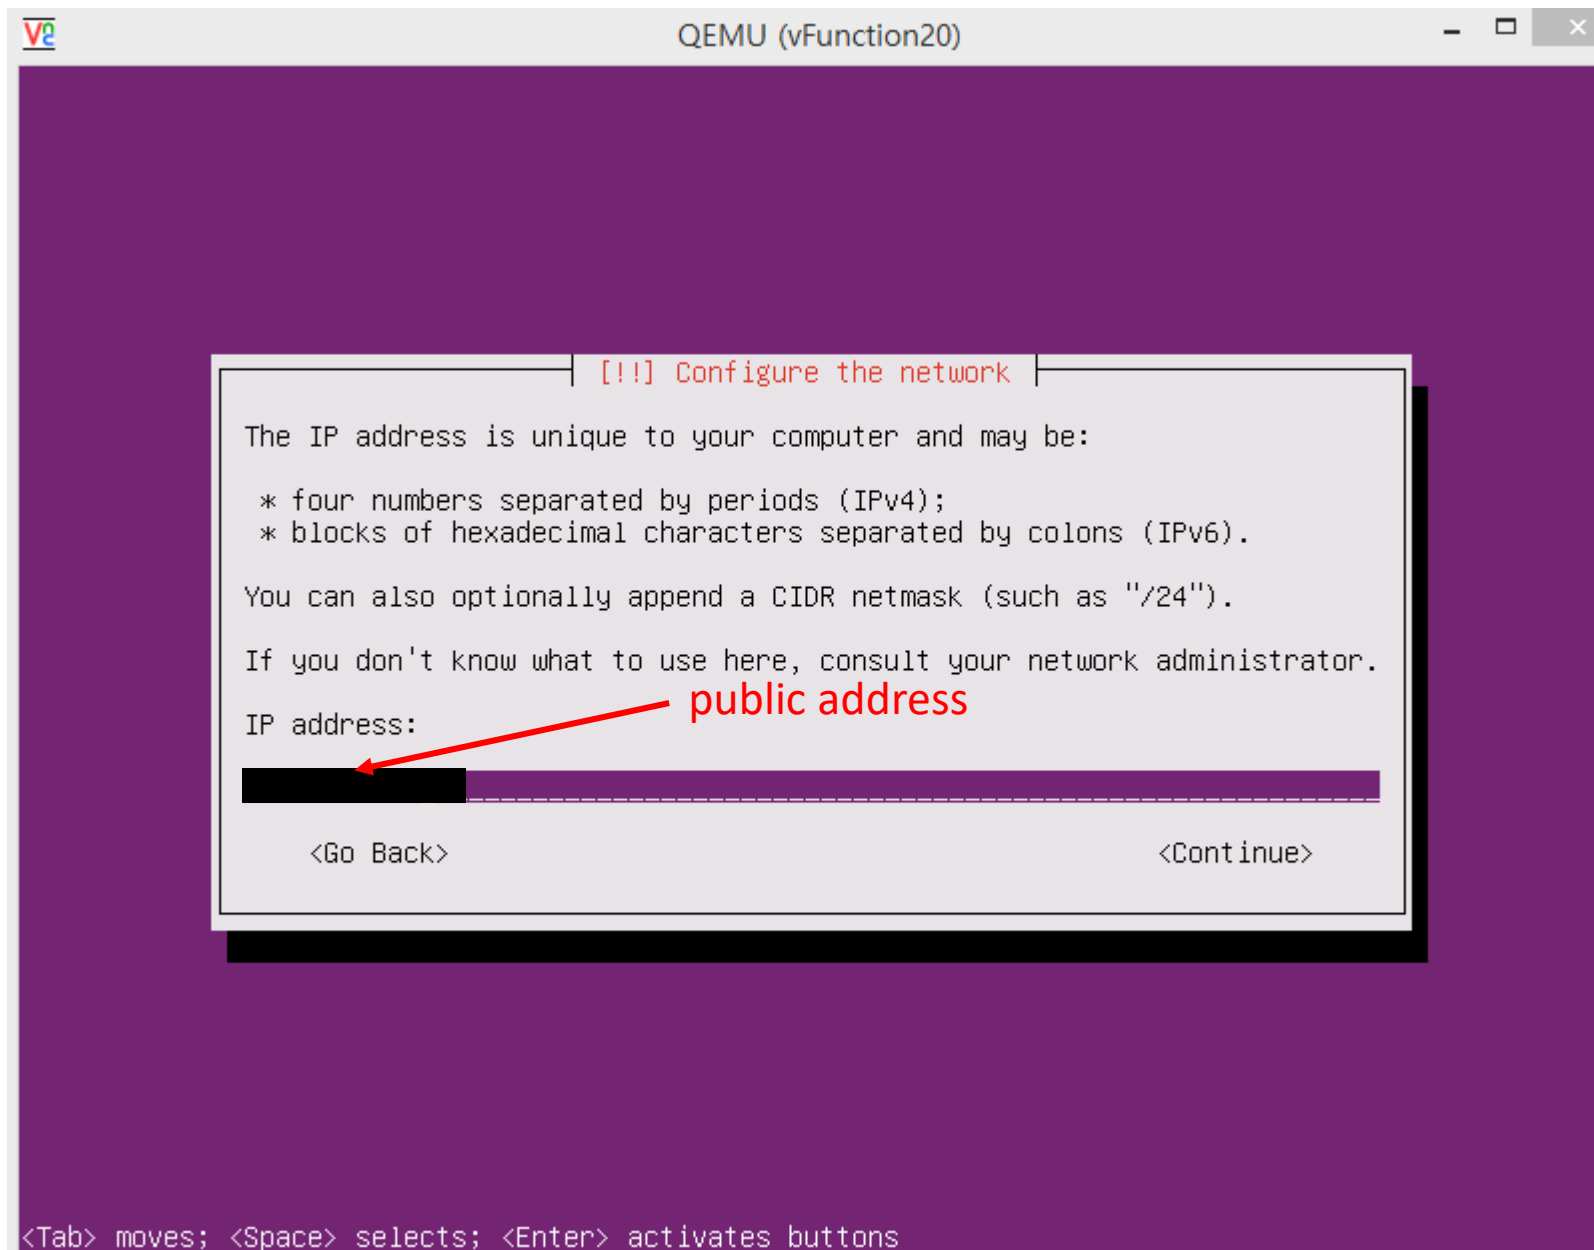 QEMU (vFunction20)
[!!] Configure the network
The IP address is unique to your computer and may be:
* four numbers separated by periods (IPv4);
* blocks of hexadecimal characters separated by colons (IPv6).
You can also optionally append a CIDR netmask (such as "/24").
If you don't know what to use here, consult your network administrator.
public address
IP address:
<Go Back> <Continue>
<Tab> moves; <Space> selects; <Enter> activates buttons